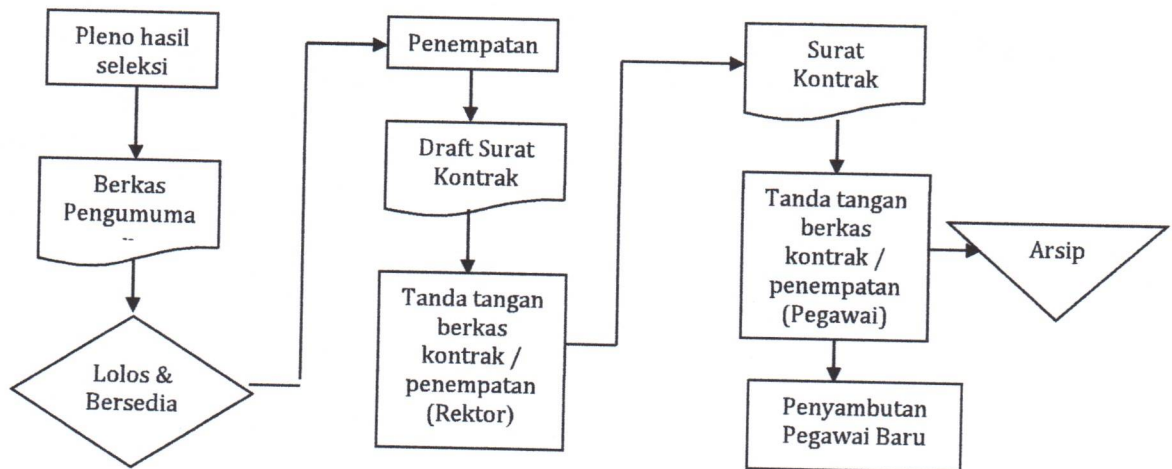 Pleno hasil
seleksi
Berkas
Pengumuma
Lolos &
Bersedia
Penempatan
Draft Surat
Kontrak
Tanda tangan
berkas
kontrak /
penempatan
(Rektor)
Surat
Kontrak
Tanda tangan
berkas
kontrak /
penempatan
(Pegawai)
Arsip
Penyambutan
Pegawai Baru